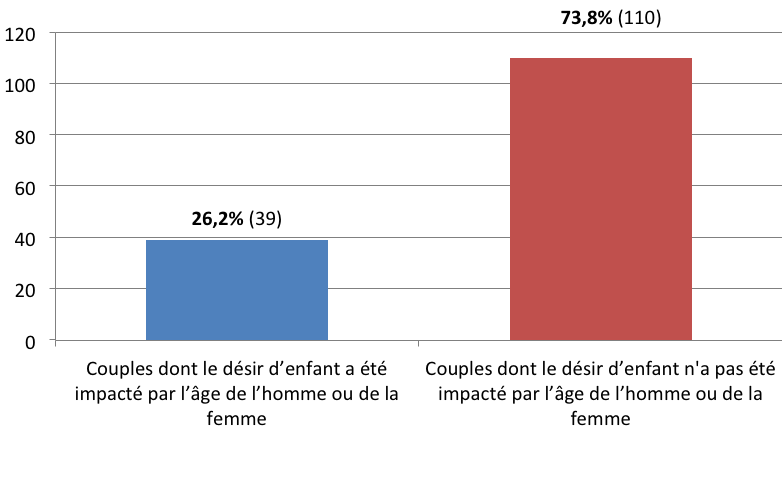 73,8% (110)
120
100
80
60
26,2% (39)
40
20
0
Couples dont le désir d’enfant a été
impacté par l’âge de l’homme ou de la
femme
Couples dont le désir d’enfant n'a pas été
impacté par l’âge de l’homme ou de la
femme